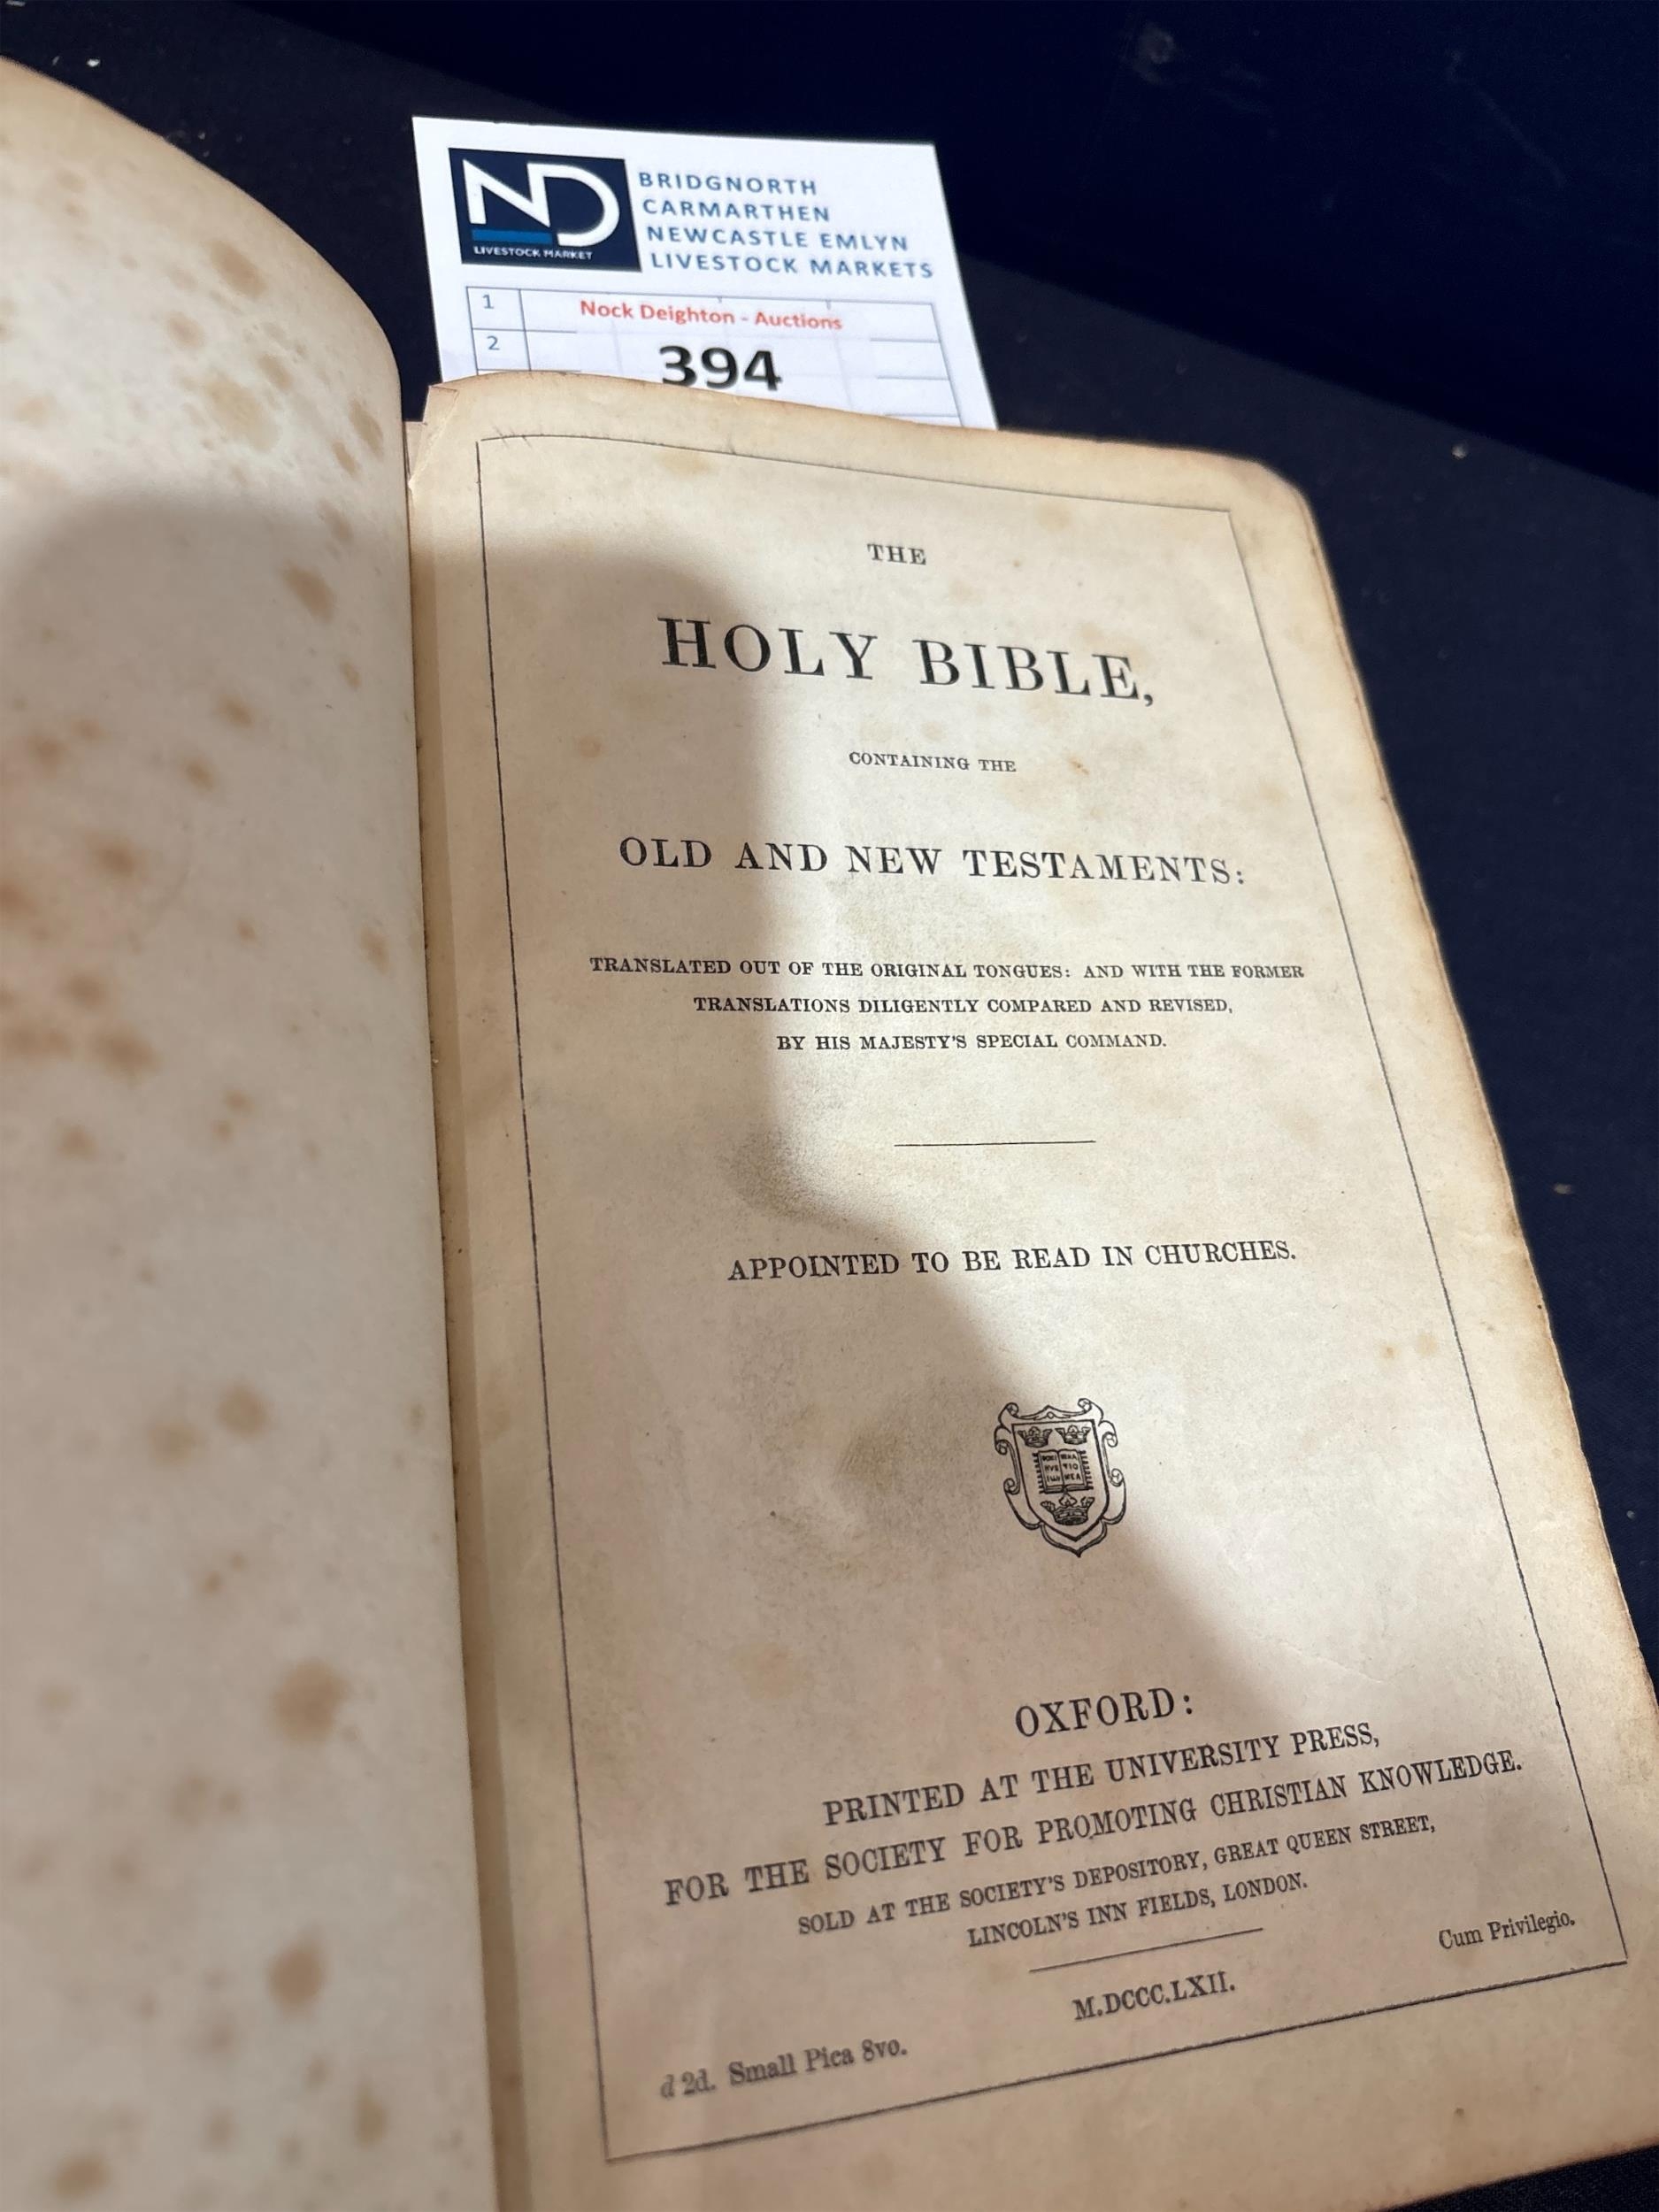 ND
LIVESTOCK MARKET
BRIDGNORTH
CARMARTHEN
NEWCASTLE EMLYN
LIVESTOCK MARKETS
1
Nock Deighton - Auctions
2
394
THE
HOLY BIBLE,
CONTAINING THE
OLD AND NEW TESTAMENTS:
TRANSLATED OUT OF THE ORIGINAL TONGUES: AND WITH THE FORMER
TRANSLATIONS DILIGENTLY COMPARED AND REVISED,
BY HIS MAJESTY'S SPECIAL COMMAND.
APPOINTED TO BE READ IN CHURCHES.
OXFORD:
PRINTED AT THE UNIVERSITY PRESS,
FOR THE SOCIETY FOR PROMOTING CHRISTIAN KNOWLEDGE.
SOLD AT THE SOCIETY'S DEPOSITORY, GREAT QUEEN STREET,
LINCOLN'S INN FIELDS, LONDON.
Cum Privilegio.
M.DCCC.LXII.
d 2d. Small Pica 8vo.